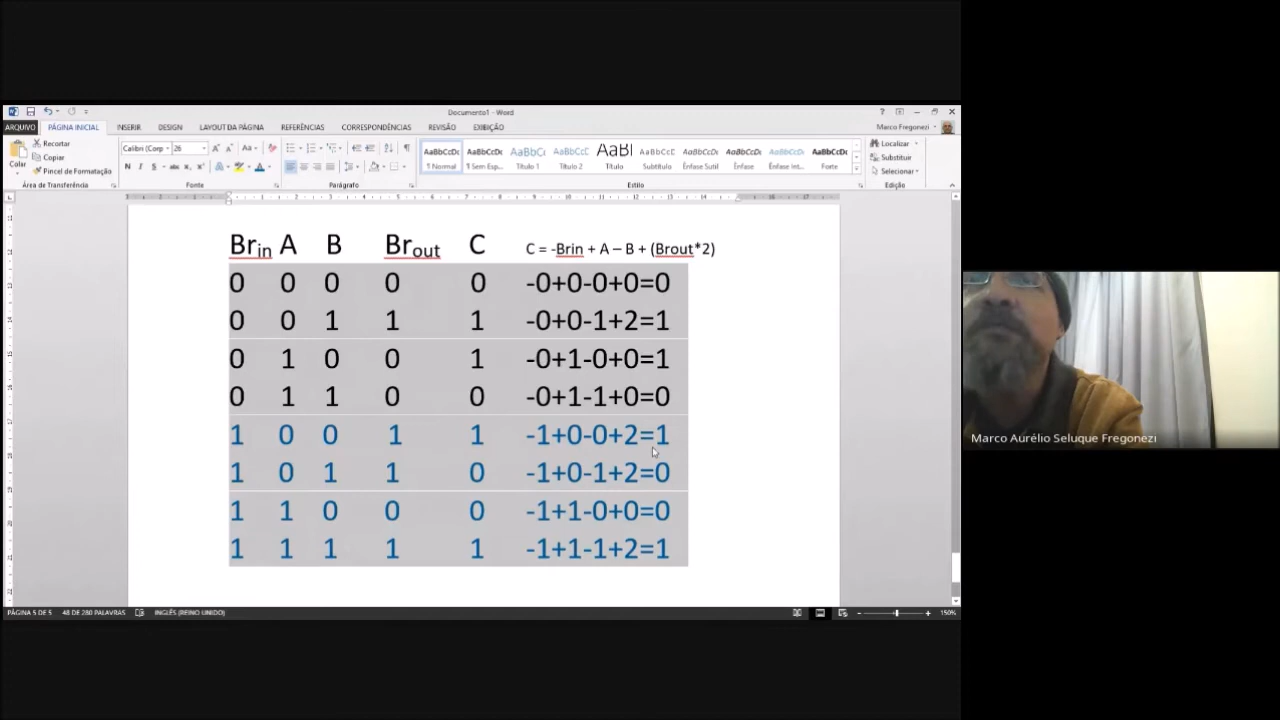 Documento1 - Word
ARQUIVO PÁGINA INICIAL INSERIR DESIGN LAYOUT DA PÁGINA REFERÊNCIAS CORRESPONDÊNCIAS REVISÃO EXIBIÇÃO Marco Fregonezi
Colar
Recortar
Copiar
Pincel de Formatação
Área de Transferência
Calibri (Corp 26
Fonte
Parágrafo
AaBbCcDc AaBbCcDc AaBbCc AaBbCc AaBl AaBbCcD AaBbCcDc AaBbCcDc AaBbCcDc AaBbCcDc
¶ Normal ¶ Sem Esp... Título 1 Título 2 Título Subtítulo Ênfase Sutil Ênfase Ênfase Int... Forte
Estilo
Localizar
Substituir
Selecionar
Edição
Brin A B Brout C C = -Brin + A – B + (Brout*2)
0 0 0 0 0 -0+0-0+0=0
0 0 1 1 1 -0+0-1+2=1
0 1 0 0 1 -0+1-0+0=1
0 1 1 0 0 -0+1-1+0=0
1 0 0 1 1 -1+0-0+2=1
1 0 1 1 0 -1+0-1+2=0
1 1 0 0 0 -1+1-0+0=0
1 1 1 1 1 -1+1-1+2=1
PÁGINA 5 DE 5 48 DE 280 PALAVRAS INGLÊS (REINO UNIDO) 150%
Marco Aurélio Seluque Fregonezi